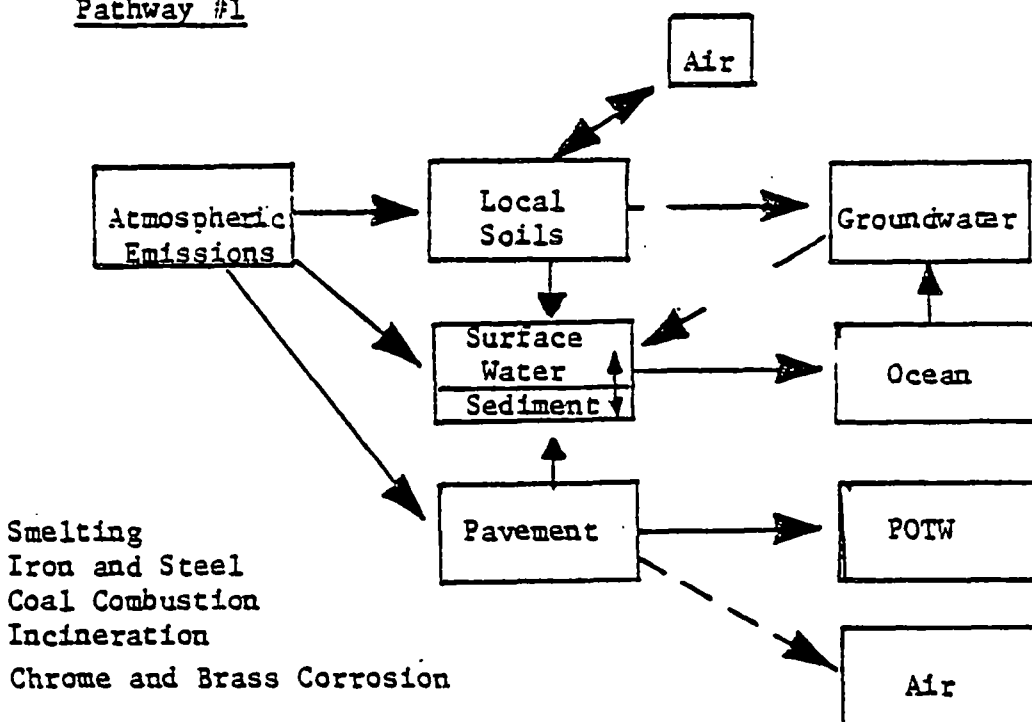 Pathway #1
Air
Atmospheric
Emissions
Local
Soils
Groundwater
Surface
Water
Sediment
Ocean
Pavement
POTW
Air
Smelting
Iron and Steel
Coal Combustion
Incineration
Chrome and Brass Corrosion